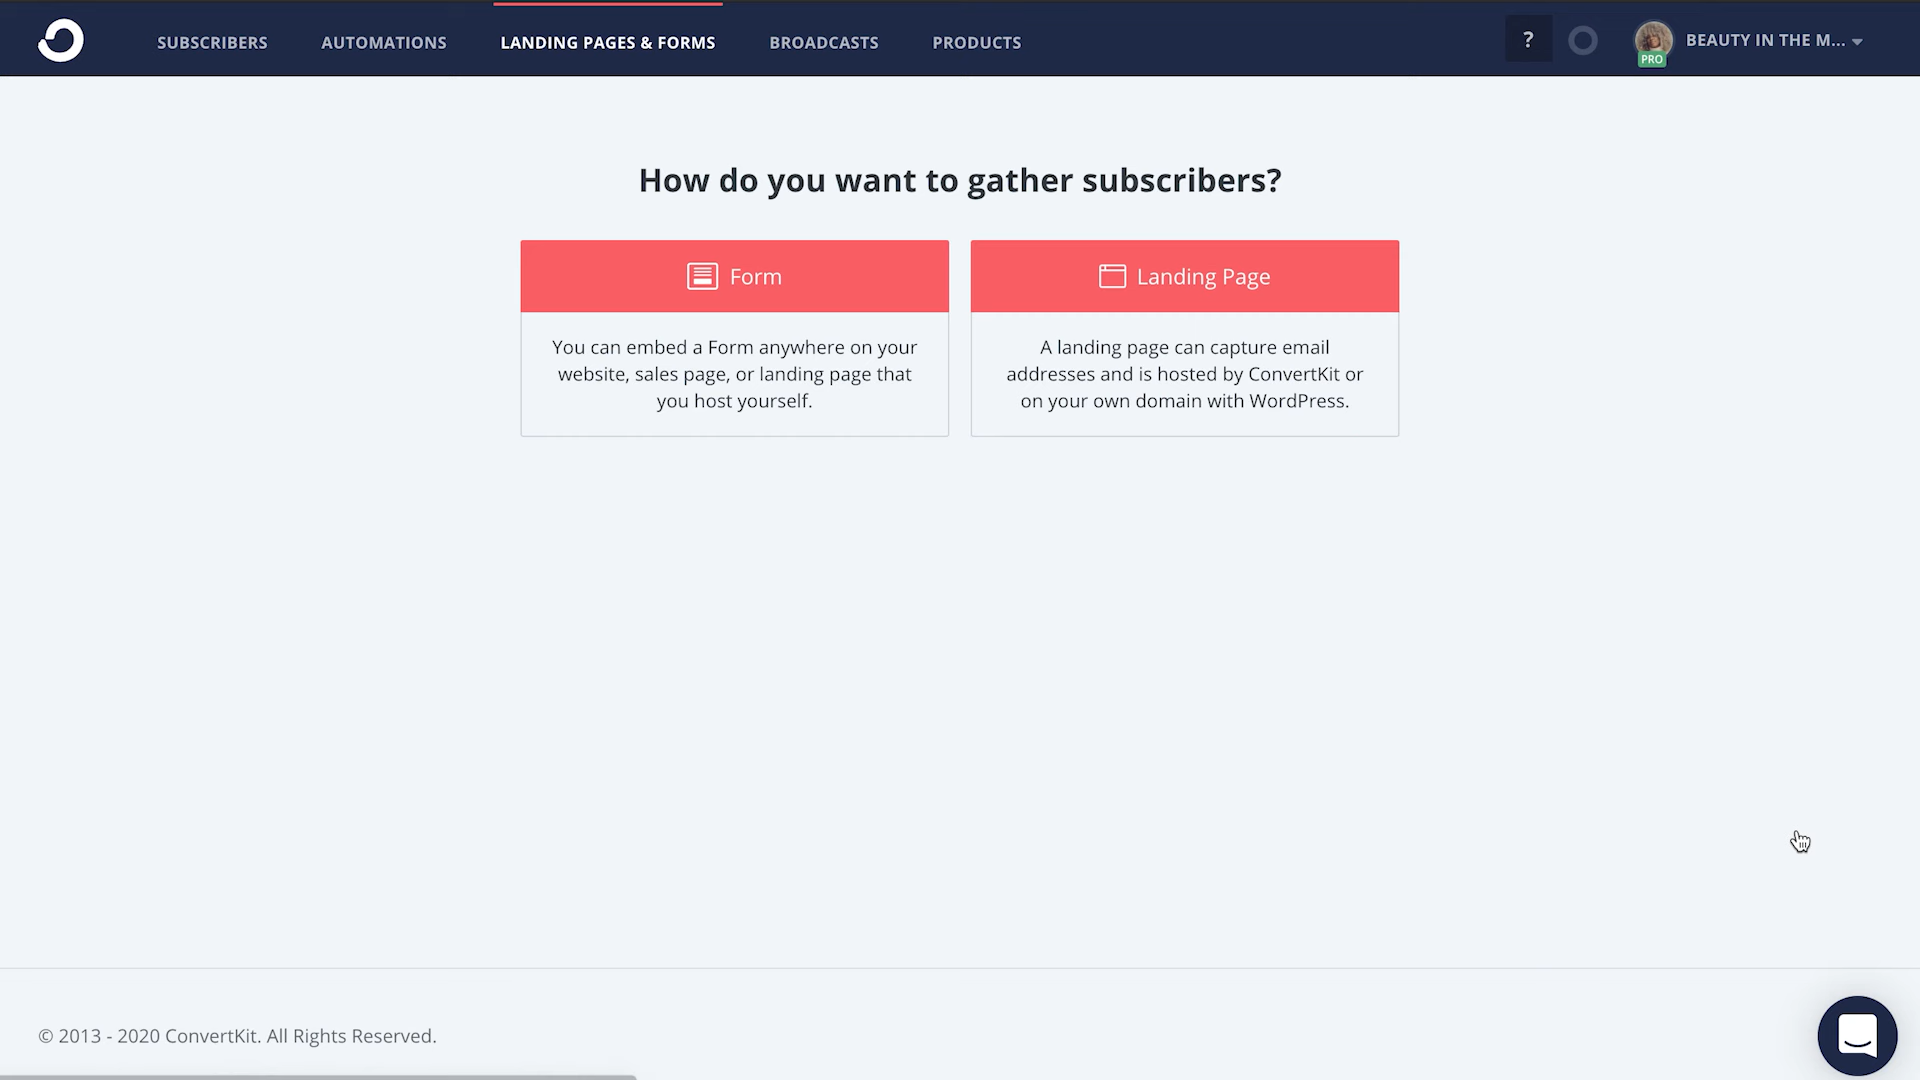 SUBSCRIBERS AUTOMATIONS LANDING PAGES & FORMS BROADCASTS PRODUCTS ? PRO BEAUTY IN THE M...
How do you want to gather subscribers?
Form
You can embed a Form anywhere on your
website, sales page, or landing page that
you host yourself.
Landing Page
A landing page can capture email
addresses and is hosted by ConvertKit or
on your own domain with WordPress.
© 2013 - 2020 ConvertKit. All Rights Reserved.